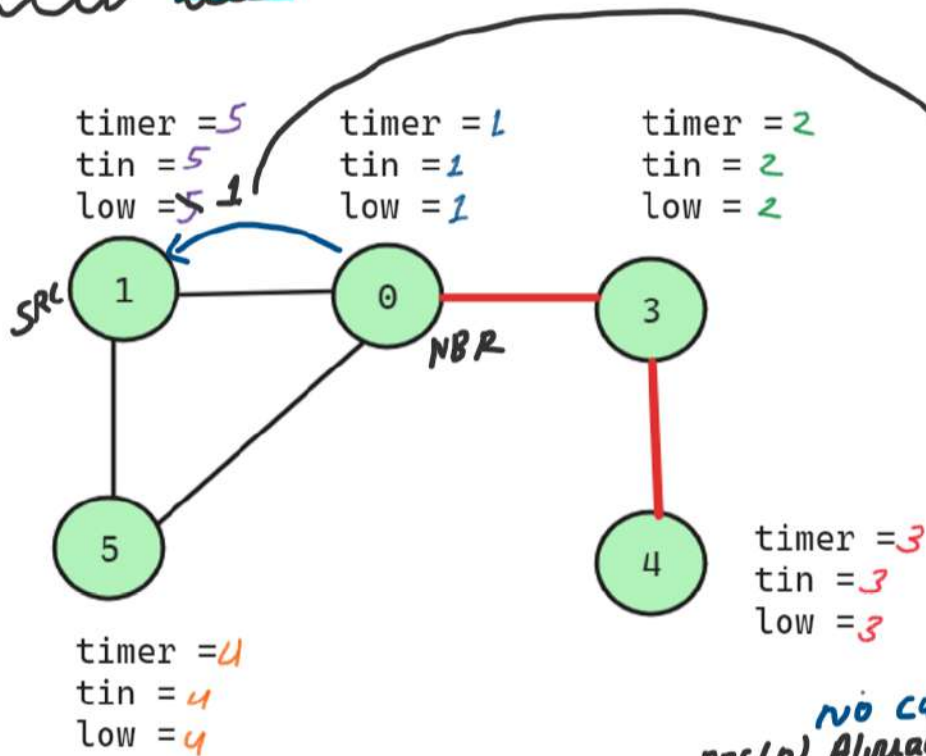 timer =5
tin =5
low =5 1
timer =1
tin =1
low =1
timer =2
tin = 2
low = 2
SRC
1
0
3
NBR
5
4
timer =3
tin =3
low =3
timer =4
tin = 4
low =4
NO